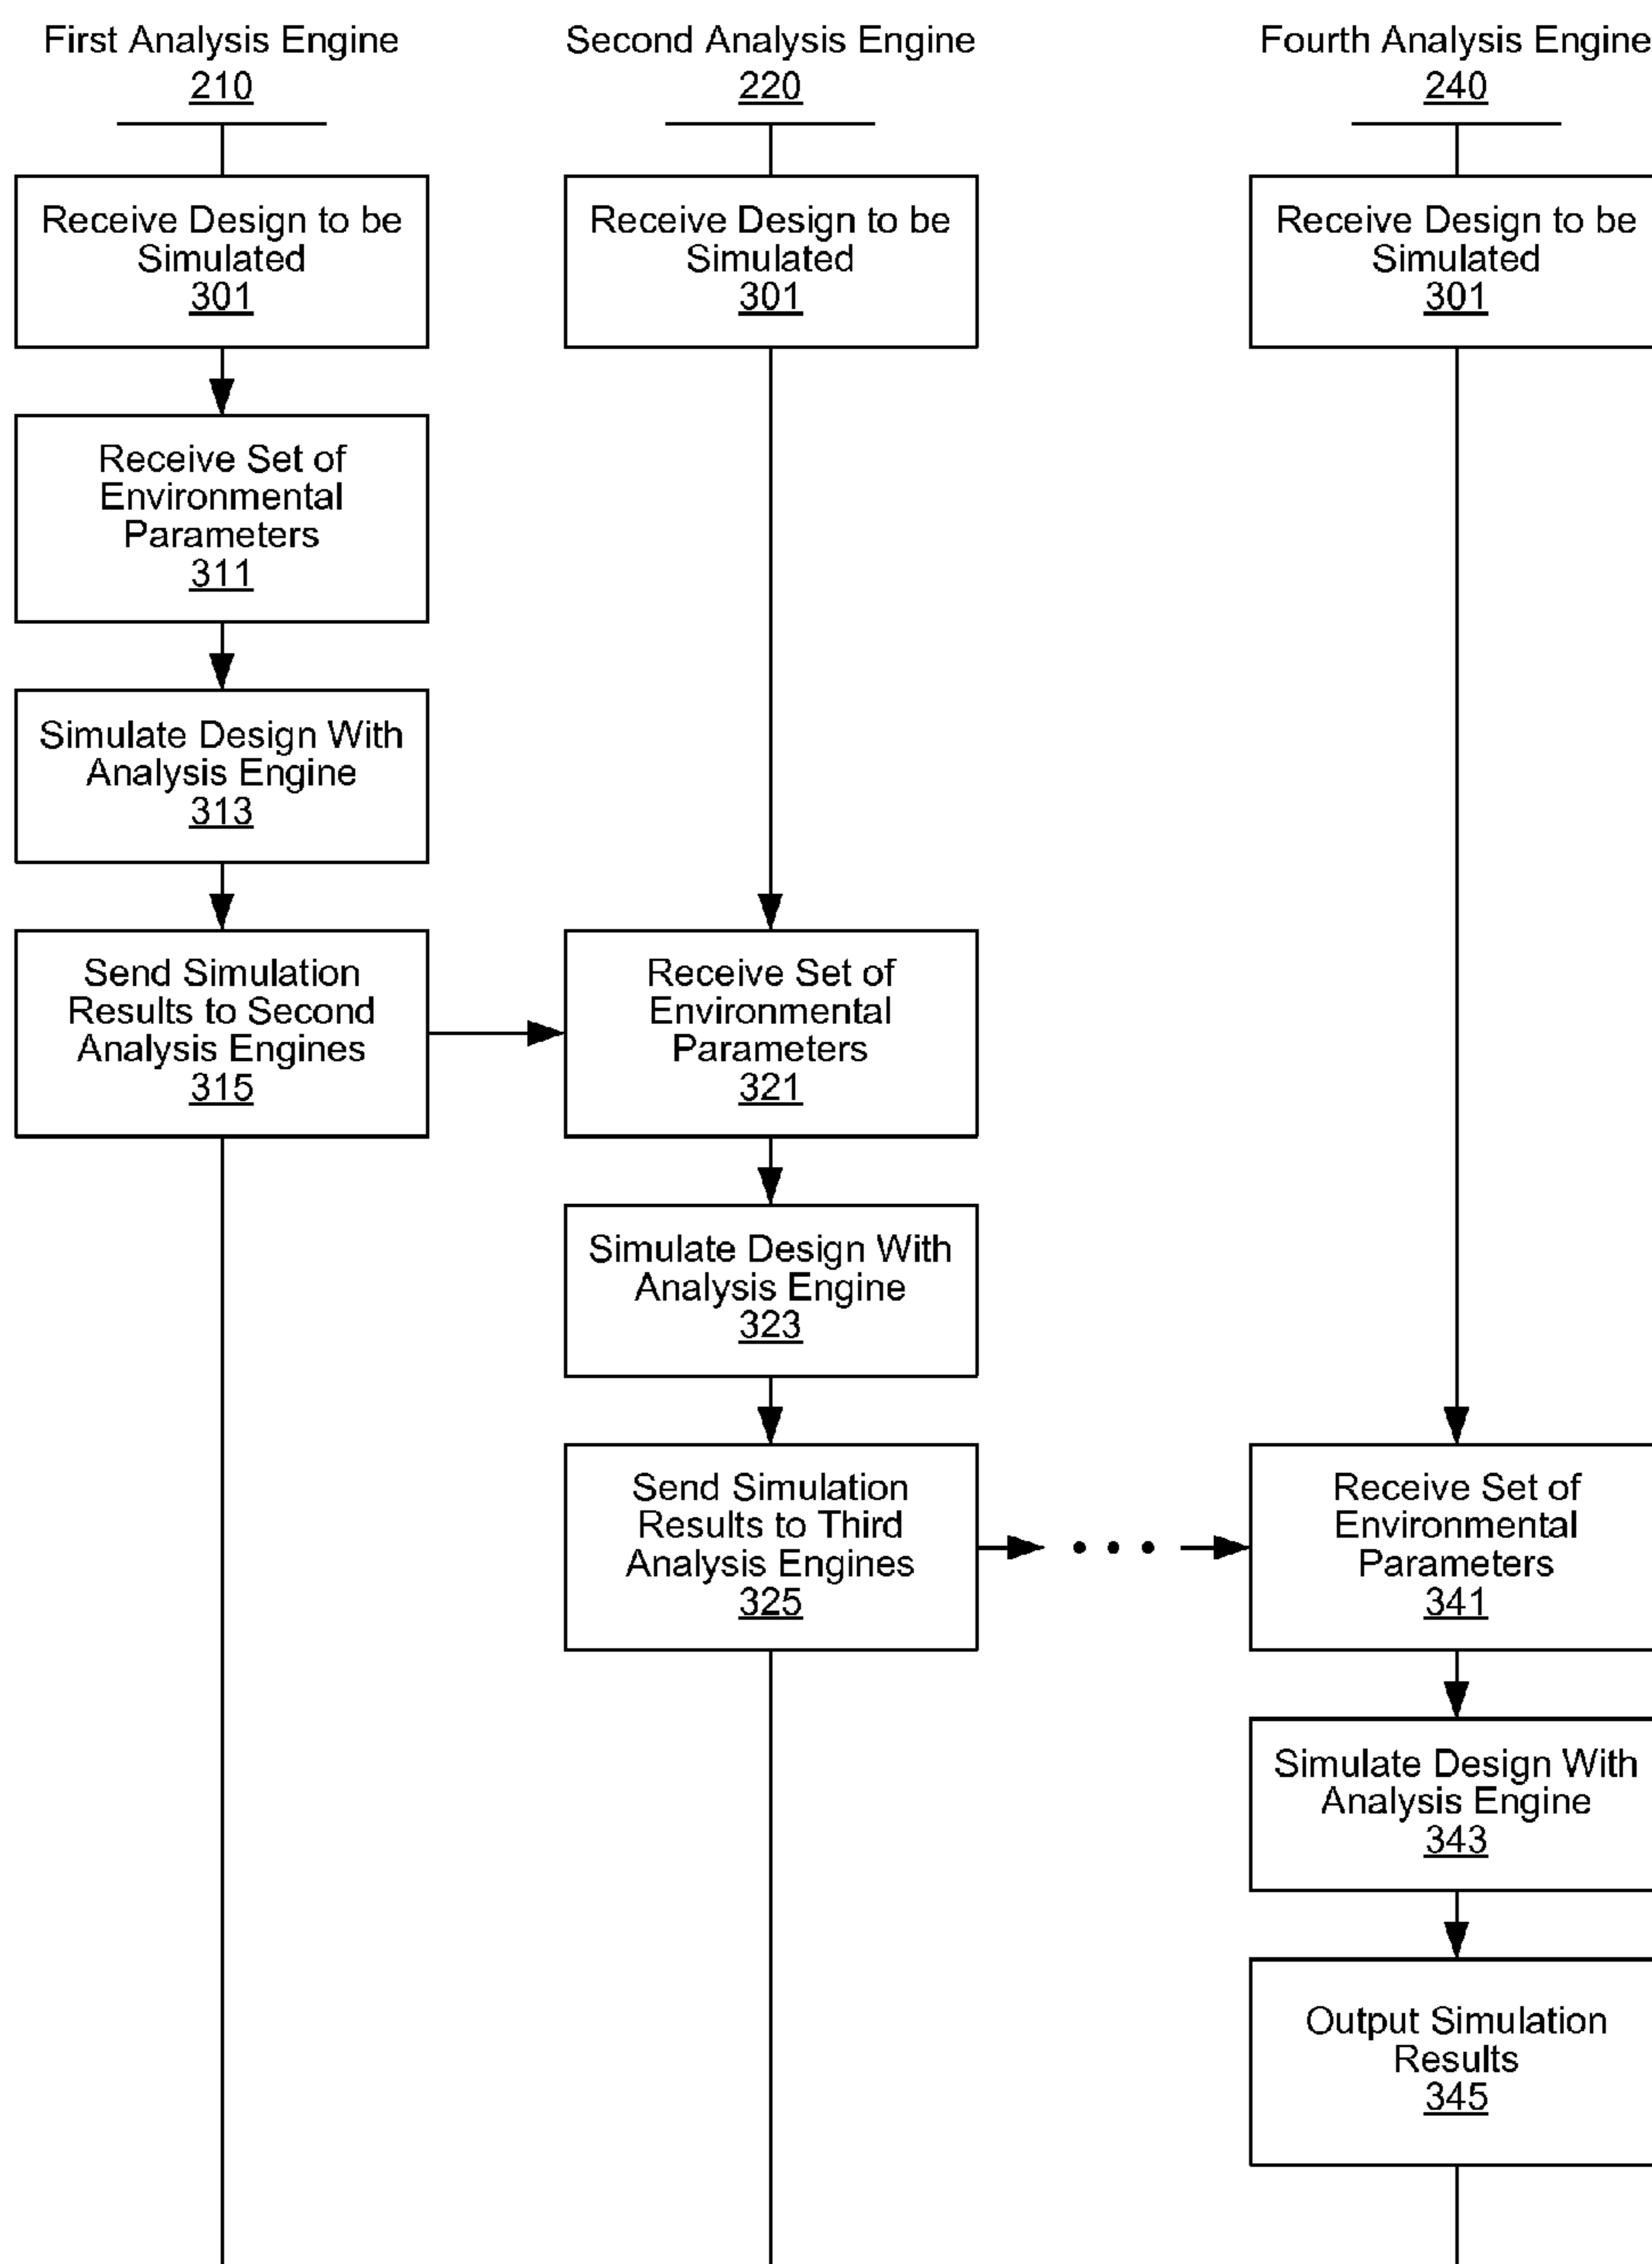 First Analysis Engine
210
Second Analysis Engine
220
Fourth Analysis Engine
240
Receive Design to be
Simulated
301
Receive Design to be
Simulated
301
Receive Design to be
Simulated
301
Receive Set of
Environmental
Parameters
311
Simulate Design With
Analysis Engine
313
Send Simulation
Results to Second
Analysis Engines
315
Receive Set of
Environmental
Parameters
321
Simulate Design With
Analysis Engine
323
Send Simulation
Results to Third
Analysis Engines
325
Receive Set of
Environmental
Parameters
341
Simulate Design With
Analysis Engine
343
Output Simulation
Results
345